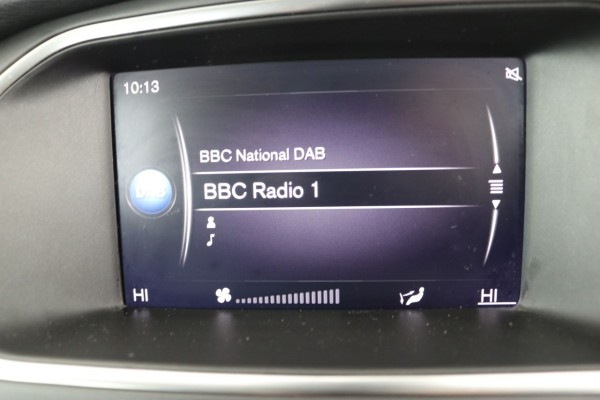 10:13
BBC National DAB
DAB
BBC Radio 1
HI
HI